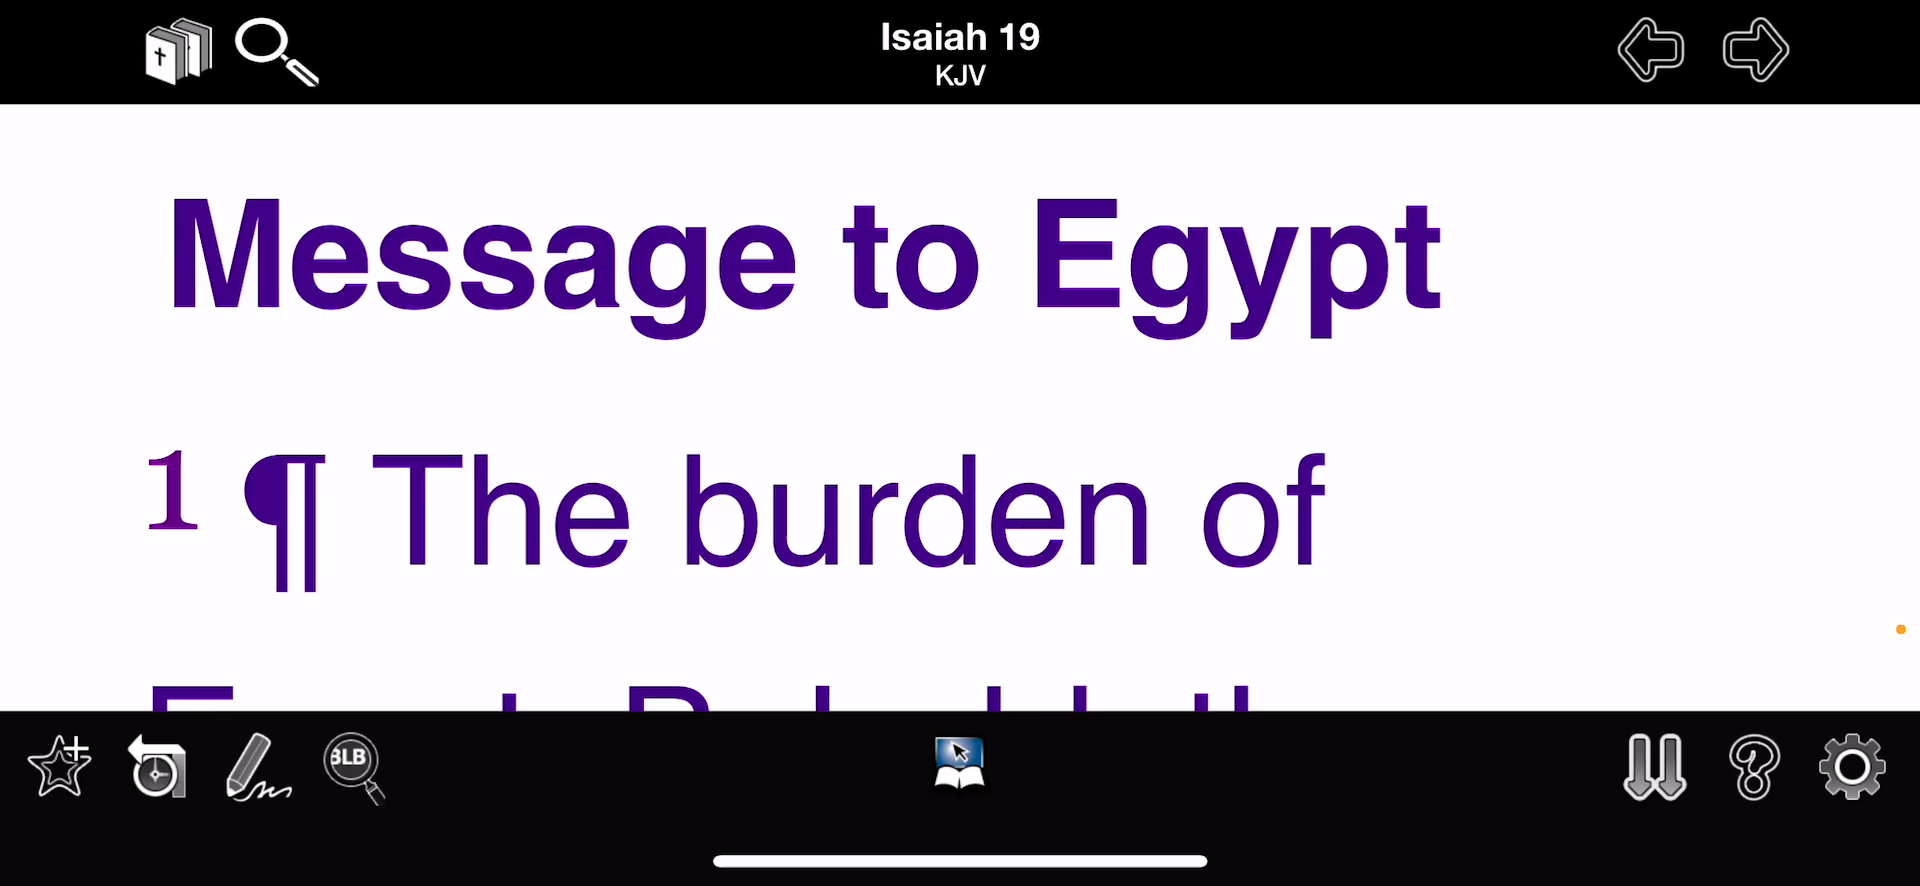 Isaiah 19
KJV
Message to Egypt
1 ¶ The burden of
BLB